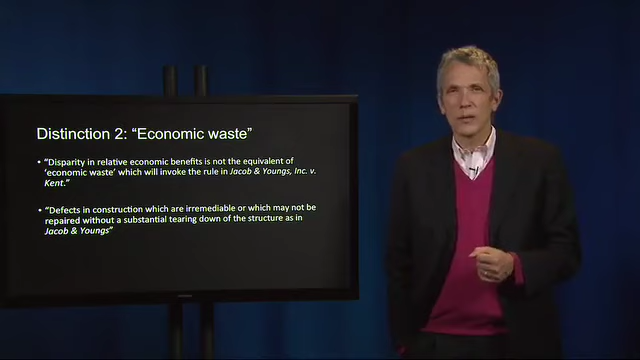 Distinction 2: “Economic waste”
• “Disparity in relative economic benefits is not the equivalent of
‘economic waste’ which will invoke the rule in Jacob & Youngs, Inc. v.
Kent.”
• “Defects in construction which are irremediable or which may not be
repaired without a substantial tearing down of the structure as in
Jacob & Youngs”